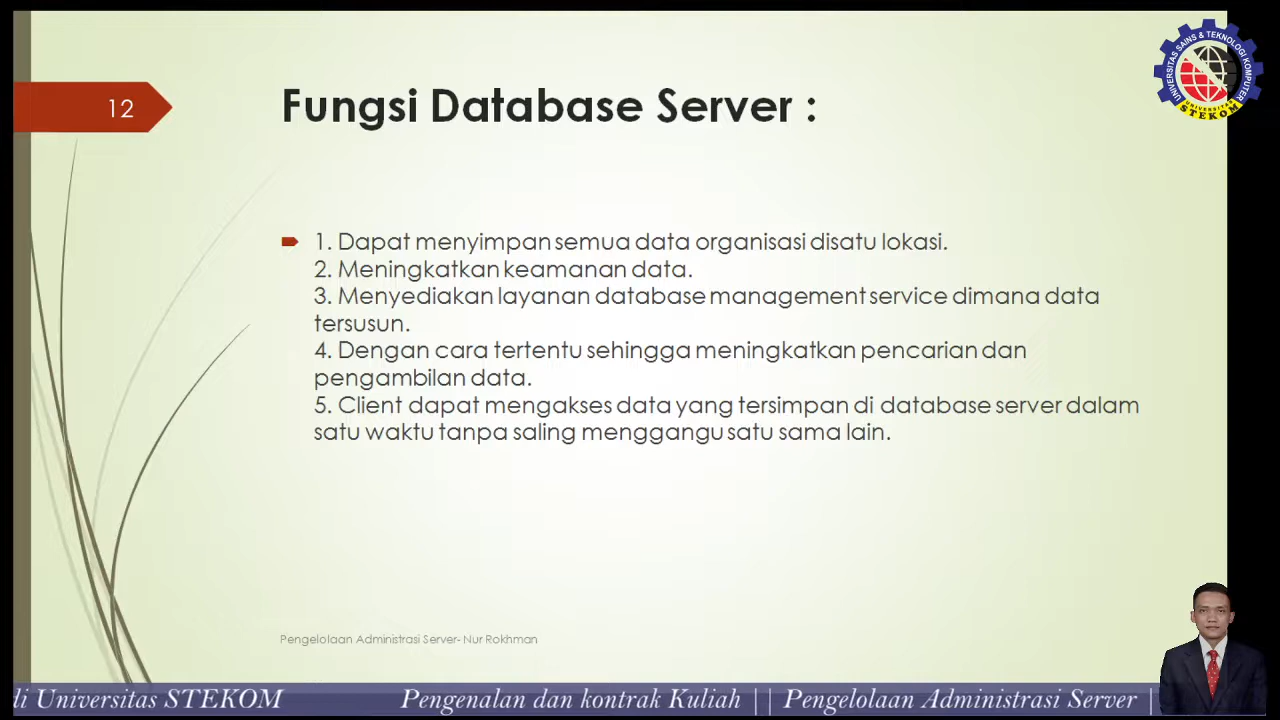 12
Fungsi Database Server :
1. Dapat menyimpan semua data organisasi disatu lokasi.
2. Meningkatkan keamanan data.
3. Menyediakan layanan database management service dimana data
tersusun.
4. Dengan cara tertentu sehingga meningkatkan pencarian dan
pengambilan data.
5. Client dapat mengakses data yang tersimpan di database server dalam
satu waktu tanpa saling menggangu satu sama lain.
Pengelolaan Administrasi Server- Nur Rokhman
di Universitas STEKOM Pengenalan dan kontrak Kuliah || Pengelolaan Administrasi Server |
UNIVERSITAS SAINS & TEKNOLOGI KOMPUTER
UNIVERSITAS
STEKOM